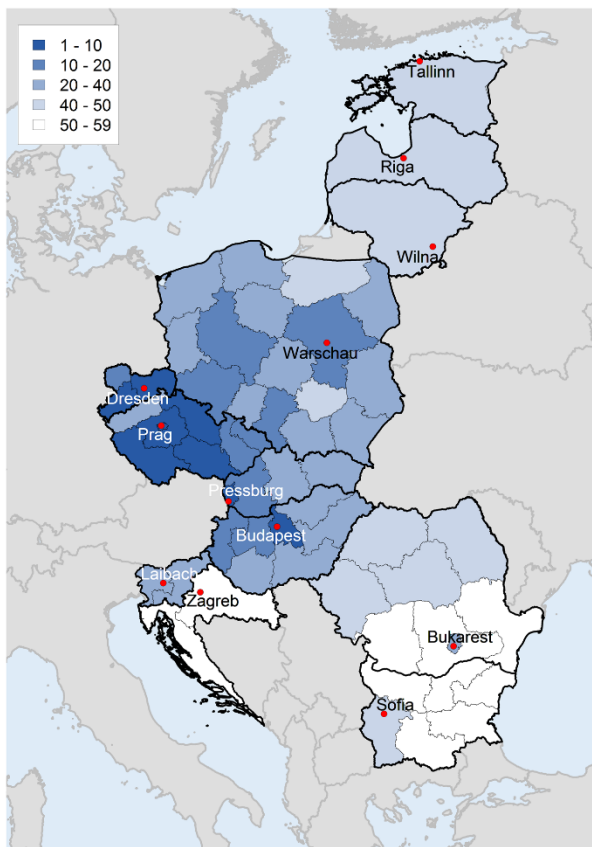 1 - 10
10 - 20
20 - 40
40 - 50
50 - 59
Tallinn
Riga
Wilna
Warschau
Dresden
Prag
Pressburg
Budapest
Laibach
Zagreb
Bukarest
Sofia